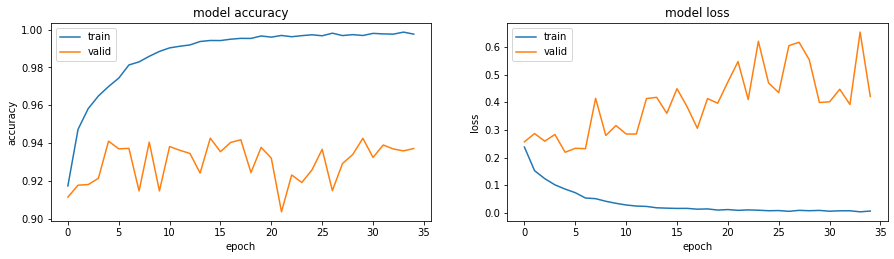 model accuracy
train
valid
1.00
0.98
0.96
0.94
0.92
0.90
accuracy
0
5
10
15
20
25
30
35
epoch
model loss
train
valid
0.6
0.5
0.4
0.3
0.2
0.1
0.0
loss
0
5
10
15
20
25
30
35
epoch